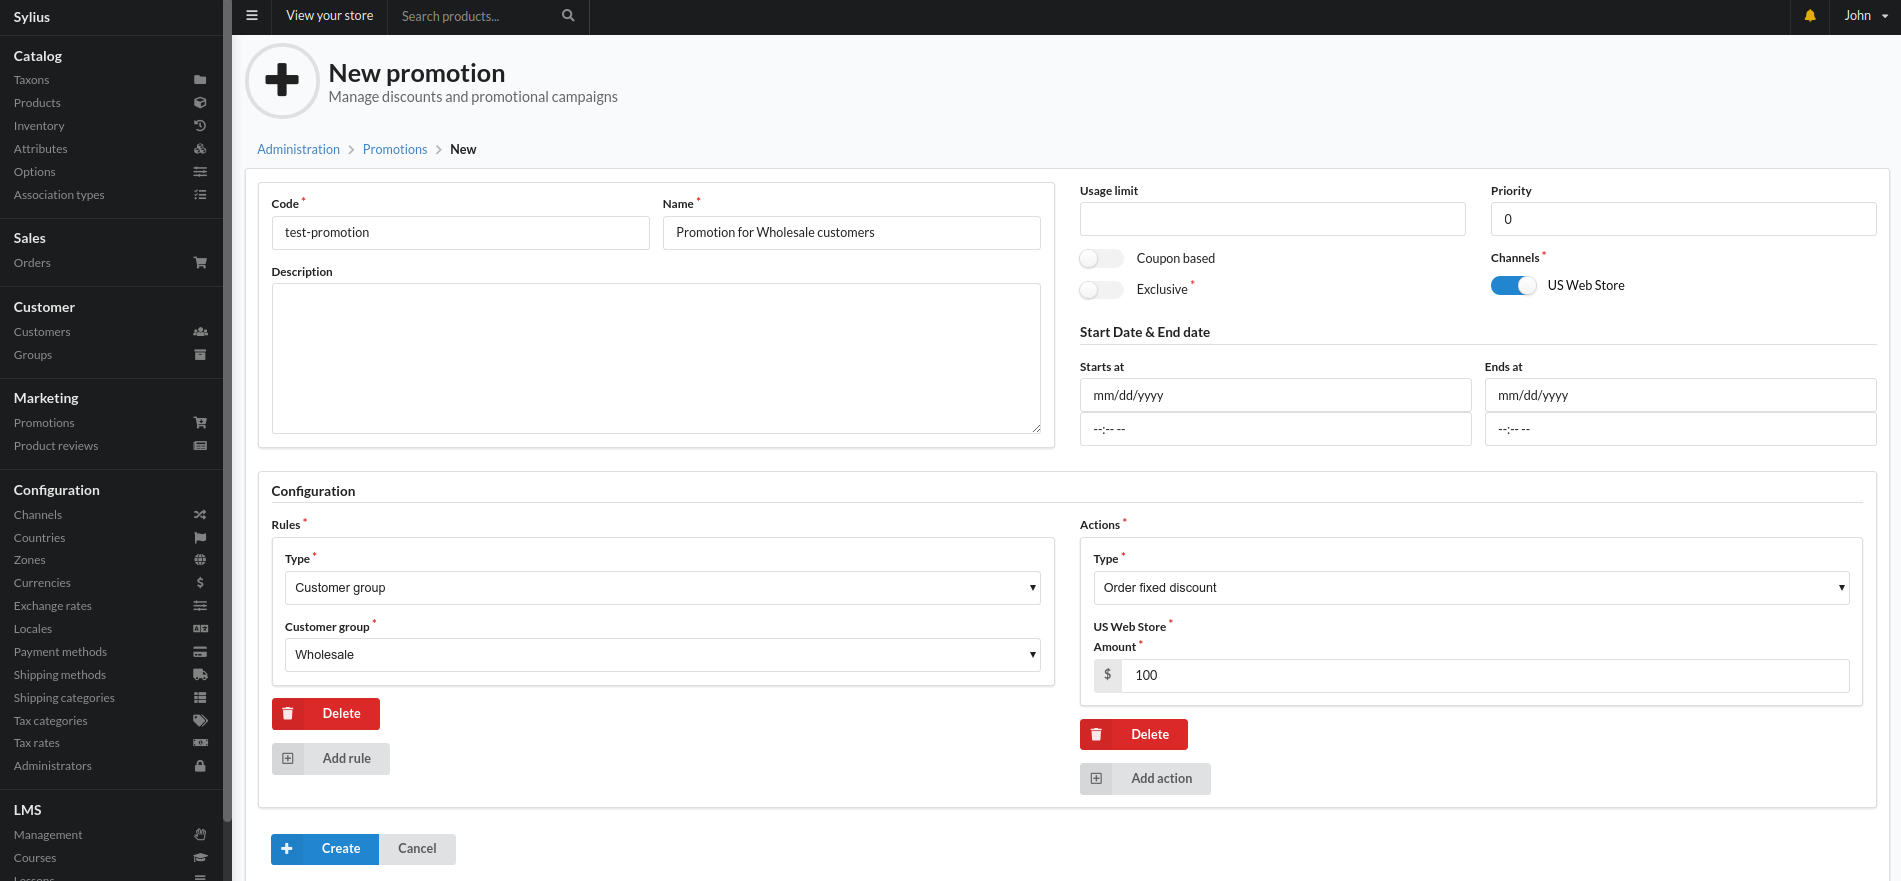 Sylius
View your store
Search products...
John
Catalog
Taxons
Products
Inventory
Attributes
Options
Association types
Sales
Orders
Customer
Customers
Groups
Marketing
Promotions
Product reviews
Configuration
Channels
Countries
Zones
Currencies
$
Exchange rates
Locales
Payment methods
Shipping methods
Shipping categories
Tax categories
Tax rates
Administrators
LMS
Management
Courses
Lessons
New promotion
Manage discounts and promotional campaigns
Administration > Promotions > New
Code *
test-promotion
Name *
Promotion for Wholesale customers
Description
Usage limit
Priority
0
Coupon based
Exclusive *
Channels *
US Web Store
Start Date & End date
Starts at
mm/dd/yyyy
--:-- --
Ends at
mm/dd/yyyy
--:-- --
Configuration
Rules *
Type *
Customer group
Customer group *
Wholesale
Delete
Add rule
Actions *
Type *
Order fixed discount
US Web Store *
Amount *
$ 100
Delete
Add action
Create
Cancel